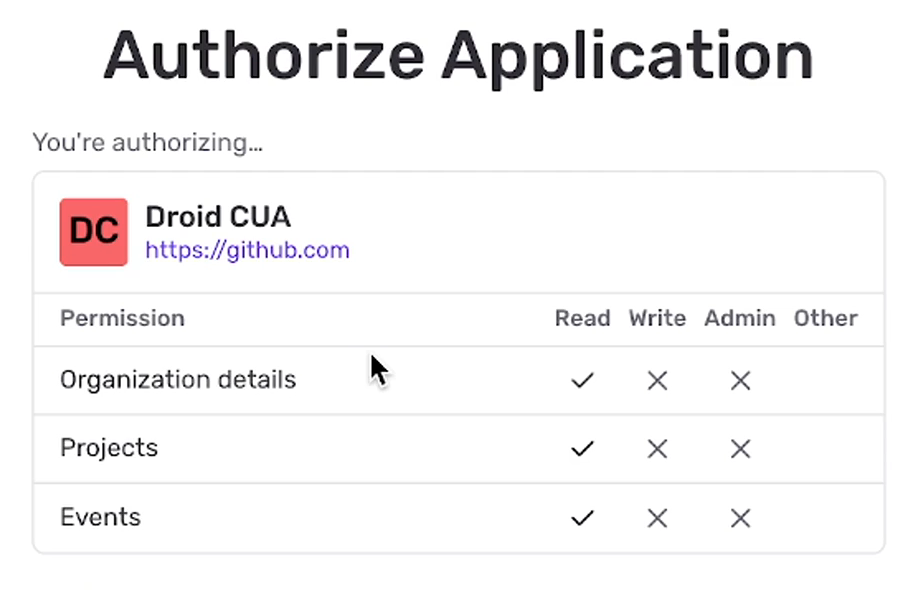 Authorize Application
You're authorizing…
DC
Droid CUA
https://github.com
Permission Read Write Admin Other
Organization details ✓ ✕ ✕
Projects ✓ ✕ ✕
Events ✓ ✕ ✕